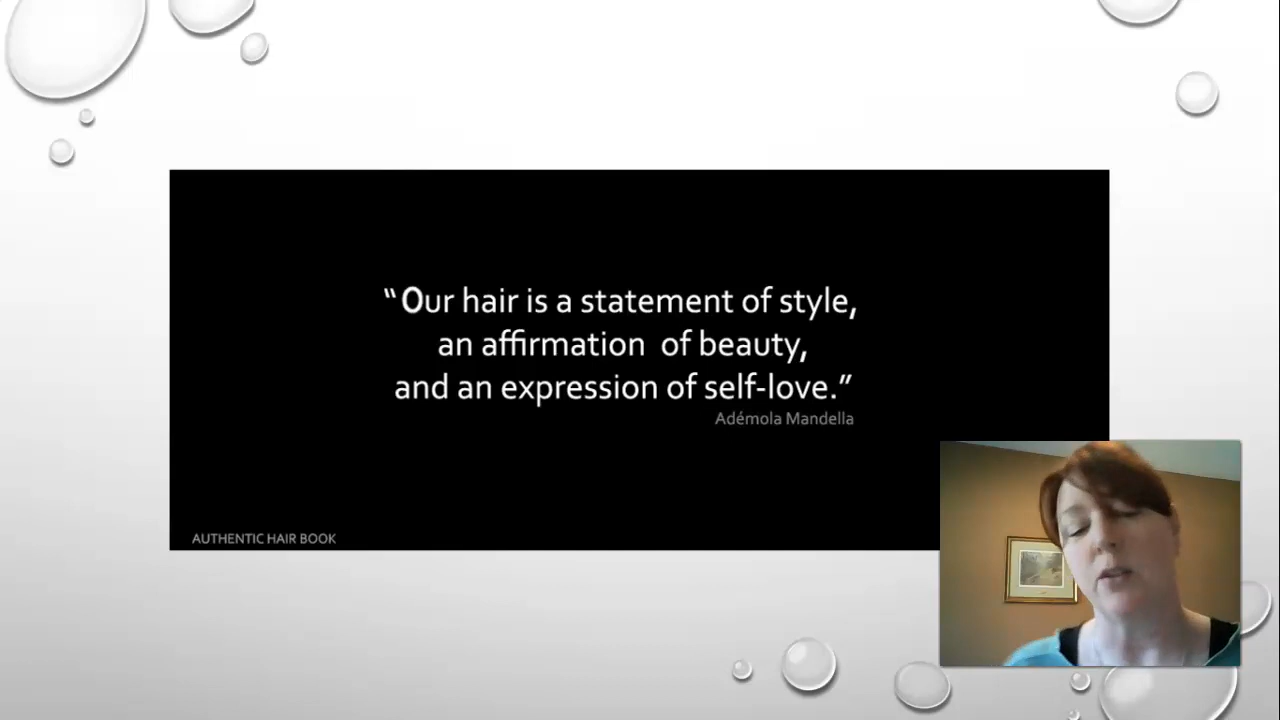 “Our hair is a statement of style,
an affirmation of beauty,
and an expression of self-love.”
Adémola Mandella
AUTHENTIC HAIR BOOK